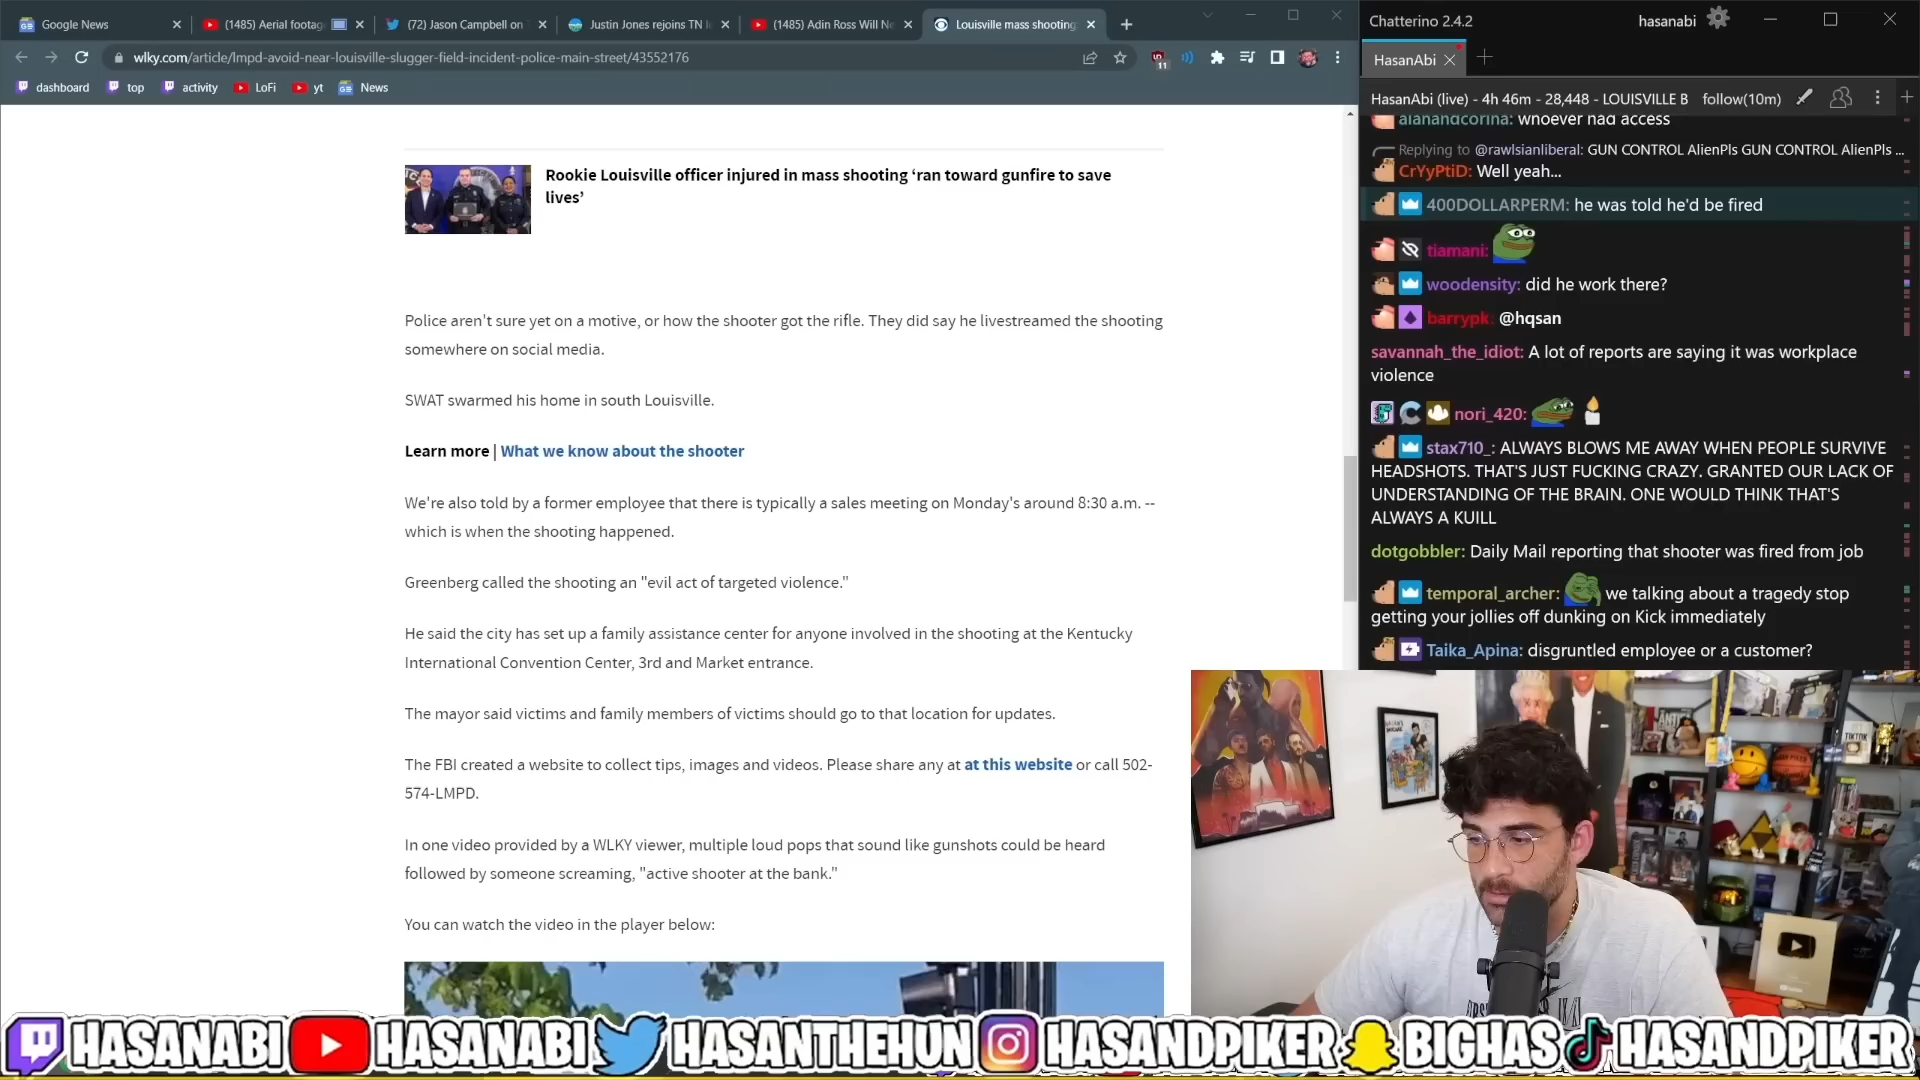 Google News
(1485) Aerial footag
(72) Jason Campbell on
Justin Jones rejoins TN l
(1485) Adin Ross Will Ne
Louisville mass shooting
wlky.com/article/lmpd-avoid-near-louisville-slugger-field-incident-police-main-street/43552176
11
dashboard
top
activity
LoFi
yt
News
Rookie Louisville officer injured in mass shooting ‘ran toward gunfire to save
lives’
Police aren't sure yet on a motive, or how the shooter got the rifle. They did say he livestreamed the shooting
somewhere on social media.
SWAT swarmed his home in south Louisville.
Learn more | What we know about the shooter
We're also told by a former employee that there is typically a sales meeting on Monday's around 8:30 a.m. --
which is when the shooting happened.
Greenberg called the shooting an "evil act of targeted violence."
He said the city has set up a family assistance center for anyone involved in the shooting at the Kentucky
International Convention Center, 3rd and Market entrance.
The mayor said victims and family members of victims should go to that location for updates.
The FBI created a website to collect tips, images and videos. Please share any at at this website or call 502-
574-LMPD.
In one video provided by a WLKY viewer, multiple loud pops that sound like gunshots could be heard
followed by someone screaming, "active shooter at the bank."
You can watch the video in the player below:
Chatterino 2.4.2
hasanabi
HasanAbi
HasanAbi (live) - 4h 46m - 28,448 - LOUISVILLE B
follow(10m)
alanandcorina: whoever had access
Replying to @rawlsianliberal: GUN CONTROL AlienPls GUN CONTROL AlienPls ...
CrYyPtiD: Well yeah...
400DOLLARPERM: he was told he'd be fired
tiamani:
woodensity: did he work there?
barrypk: @hqsan
savannah_the_idiot: A lot of reports are saying it was workplace
violence
nori_420:
stax710_: ALWAYS BLOWS ME AWAY WHEN PEOPLE SURVIVE
HEADSHOTS. THAT'S JUST FUCKING CRAZY. GRANTED OUR LACK OF
UNDERSTANDING OF THE BRAIN. ONE WOULD THINK THAT'S
ALWAYS A KUILL
dotgobbler: Daily Mail reporting that shooter was fired from job
temporal_archer: we talking about a tragedy stop
getting your jollies off dunking on Kick immediately
Taika_Apina: disgruntled employee or a customer?
HASANABI
HASANABI
HASANTHEHUN
HASANDPIKER
BIGHAS
HASANDPIKER